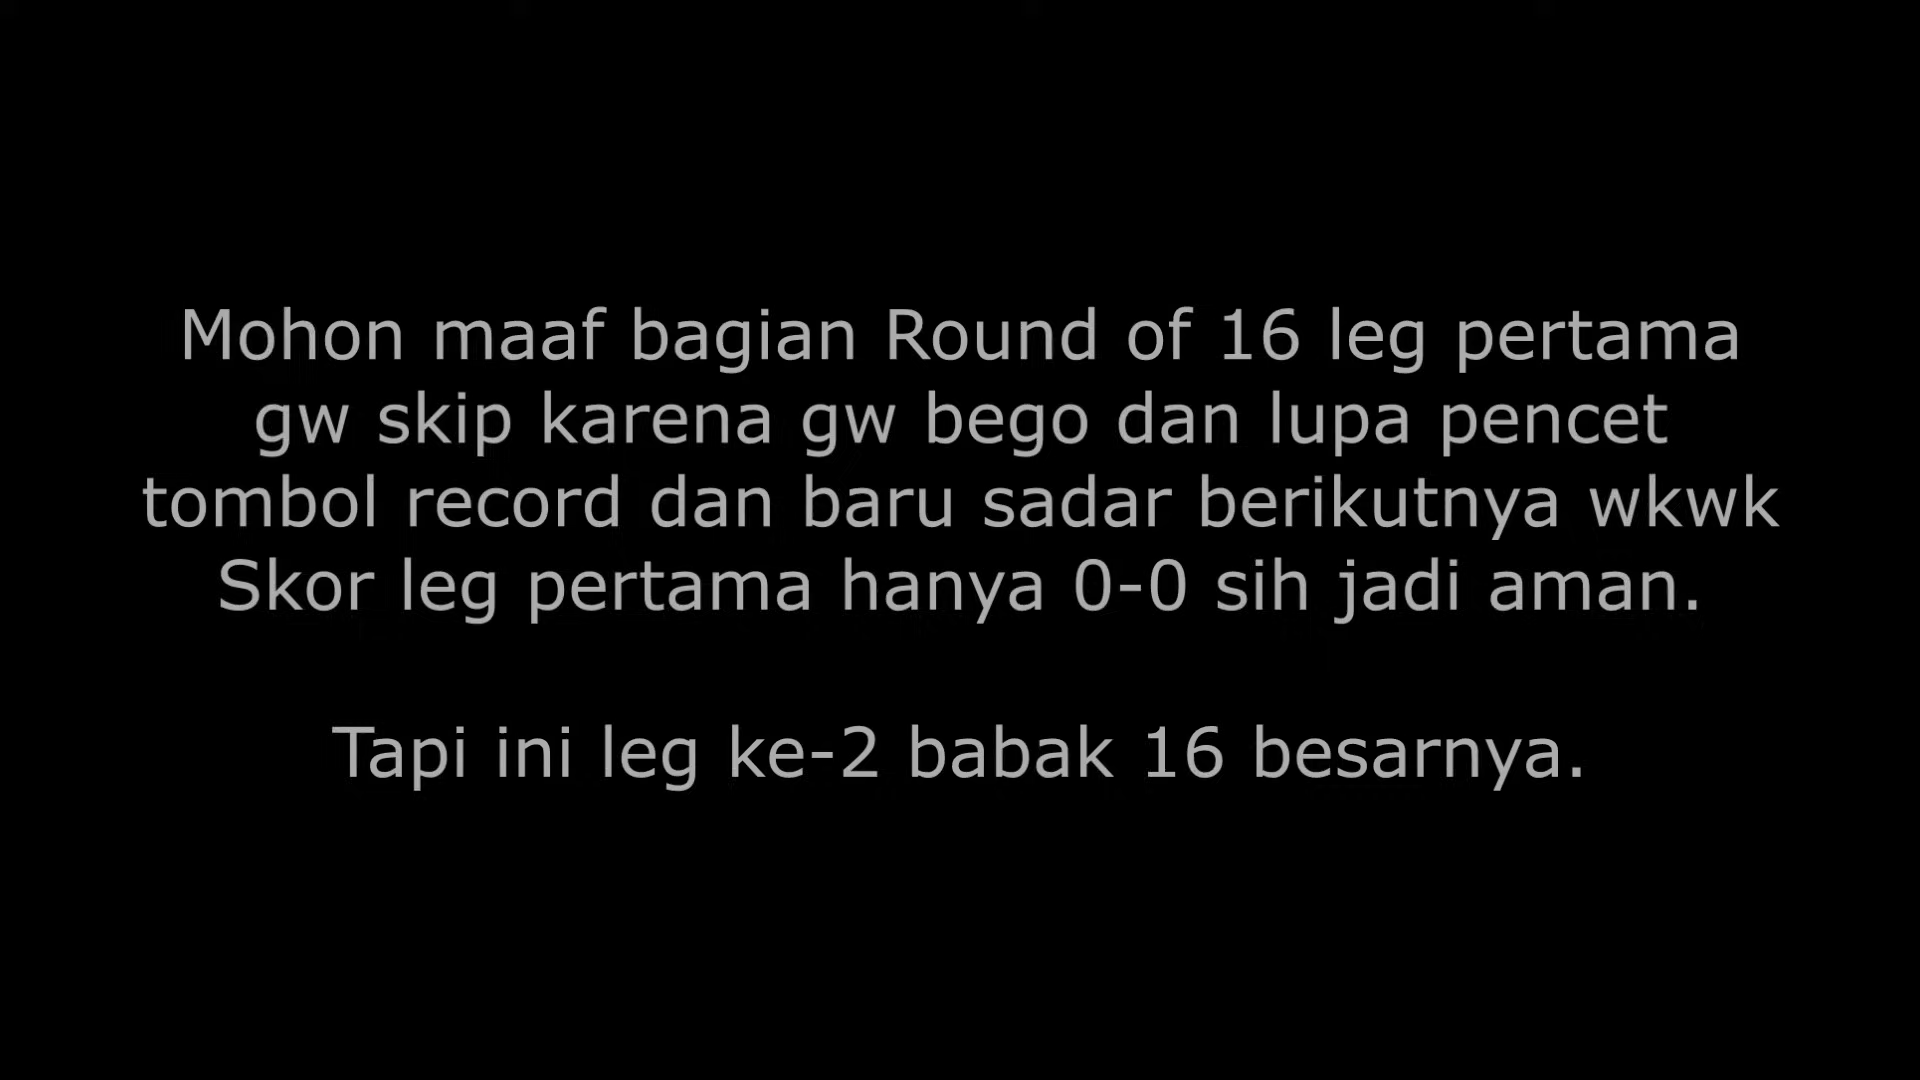 Mohon maaf bagian Round of 16 leg pertama
gw skip karena gw bego dan lupa pencet
tombol record dan baru sadar berikutnya wkwk
Skor leg pertama hanya 0-0 sih jadi aman.
Tapi ini leg ke-2 babak 16 besarnya.